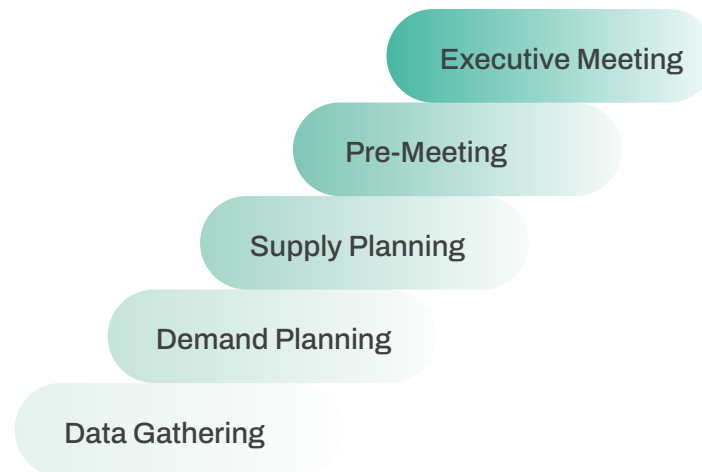 Executive Meeting
Pre-Meeting
Supply Planning
Demand Planning
Data Gathering